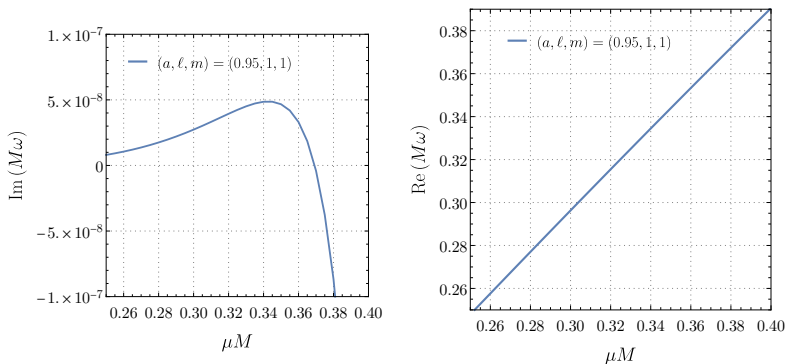 1. × 10⁻⁷
5. × 10⁻⁸
0
−5. × 10⁻⁸
−1. × 10⁻⁷
Im (Mω)
(a, ℓ, m) = (0.95, 1, 1)
0.26 0.28 0.30 0.32 0.34 0.36 0.38 0.40
μM
0.38
0.36
0.34
0.32
0.30
0.28
0.26
Re (Mω)
(a, ℓ, m) = (0.95, 1, 1)
0.26 0.28 0.30 0.32 0.34 0.36 0.38 0.40
μM